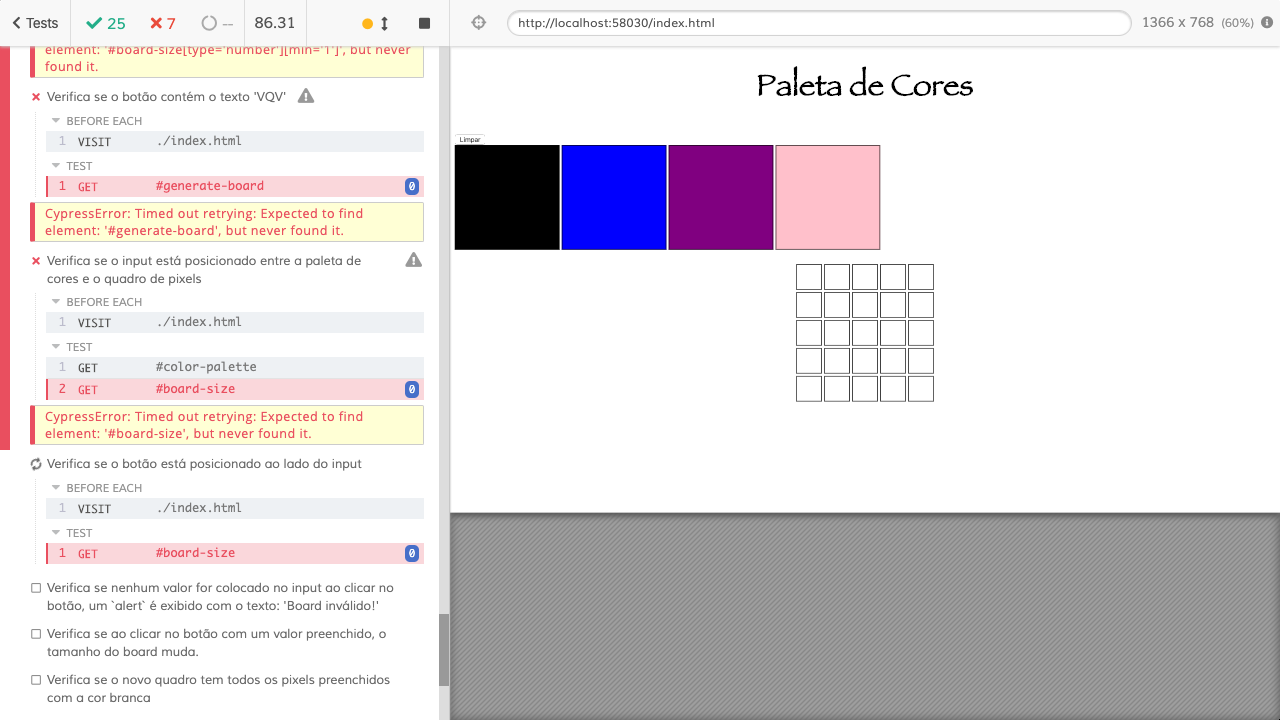 Tests 25 7 -- 86.31
http://localhost:58030/index.html 1366 x 768 (60%)
element: '#board-size[type='number'][min='1']', but never
found it.
Verifica se o botão contém o texto 'VQV'
BEFORE EACH
1 VISIT ./index.html
TEST
1 GET #generate-board 0
CypressError: Timed out retrying: Expected to find
element: '#generate-board', but never found it.
Verifica se o input está posicionado entre a paleta de
cores e o quadro de pixels
BEFORE EACH
1 VISIT ./index.html
TEST
1 GET #color-palette
2 GET #board-size 0
CypressError: Timed out retrying: Expected to find
element: '#board-size', but never found it.
Verifica se o botão está posicionado ao lado do input
BEFORE EACH
1 VISIT ./index.html
TEST
1 GET #board-size 0
Verifica se nenhum valor for colocado no input ao clicar no
botão, um `alert` é exibido com o texto: 'Board inválido!'
Verifica se ao clicar no botão com um valor preenchido, o
tamanho do board muda.
Verifica se o novo quadro tem todos os pixels preenchidos
com a cor branca
Paleta de Cores
Limpar